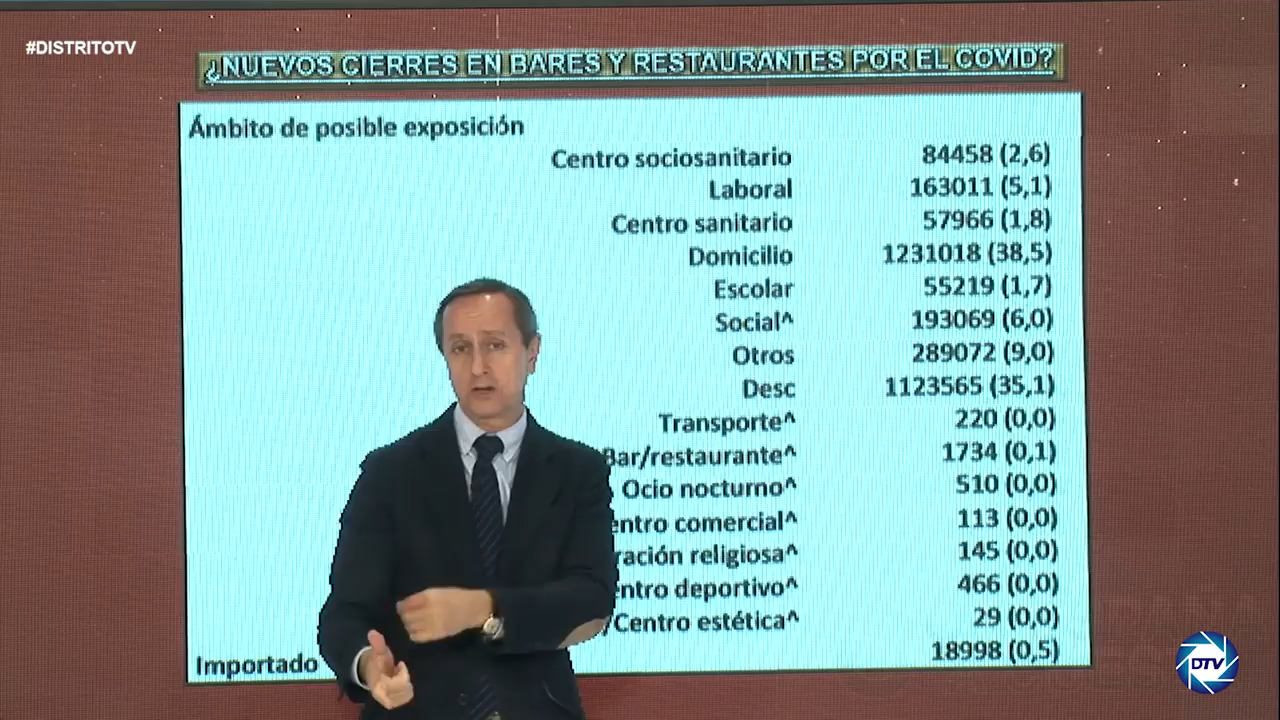 #DISTRITOTV
¿NUEVOS CIERRES EN BARES Y RESTAURANTES POR EL COVID?
Ámbito de posible exposición
Centro sociosanitario 84458 (2,6)
Laboral 163011 (5,1)
Centro sanitario 57966 (1,8)
Domicilio 1231018 (38,5)
Escolar 55219 (1,7)
Social^ 193069 (6,0)
Otros 289072 (9,0)
Desc 1123565 (35,1)
Transporte^ 220 (0,0)
Bar/restaurante^ 1734 (0,1)
Ocio nocturno^ 510 (0,0)
entro comercial^ 113 (0,0)
ración religiosa^ 145 (0,0)
entro deportivo^ 466 (0,0)
/Centro estética^ 29 (0,0)
Importado 18998 (0,5)
DTV